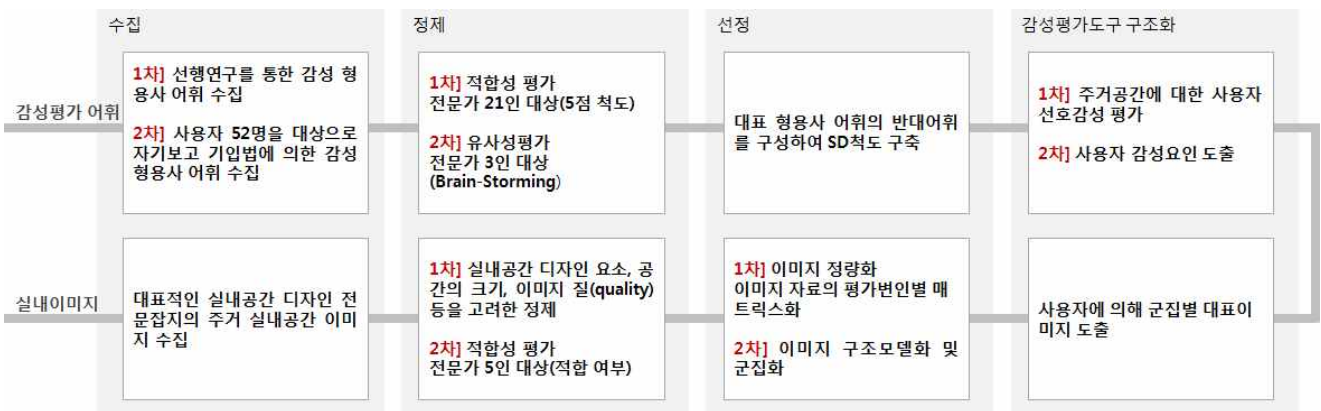 수집
정제
선정
감성평가도구 구조화
감성평가 어휘
1차] 선행연구를 통한 감성 형
용사 어휘 수집
2차] 사용자 52명을 대상으로
자기보고 기입법에 의한 감성
형용사 어휘 수집
1차] 적합성 평가
전문가 21인 대상(5점 척도)
2차] 유사성평가
전문가 3인 대상
(Brain-Storming)
대표 형용사 어휘의 반대어휘
를 구성하여 SD척도 구축
1차] 주거공간에 대한 사용자
선호감성 평가
2차] 사용자 감성요인 도출
실내이미지
대표적인 실내공간 디자인 전
문잡지의 주거 실내공간 이미
지 수집
1차] 실내공간 디자인 요소, 공
간의 크기, 이미지 질(quality)
등을 고려한 정제
2차] 적합성 평가
전문가 5인 대상(적합 여부)
1차] 이미지 정량화
이미지 자료의 평가변인별 매
트릭스화
2차] 이미지 구조모델화 및
군집화
사용자에 의해 군집별 대표이
미지 도출